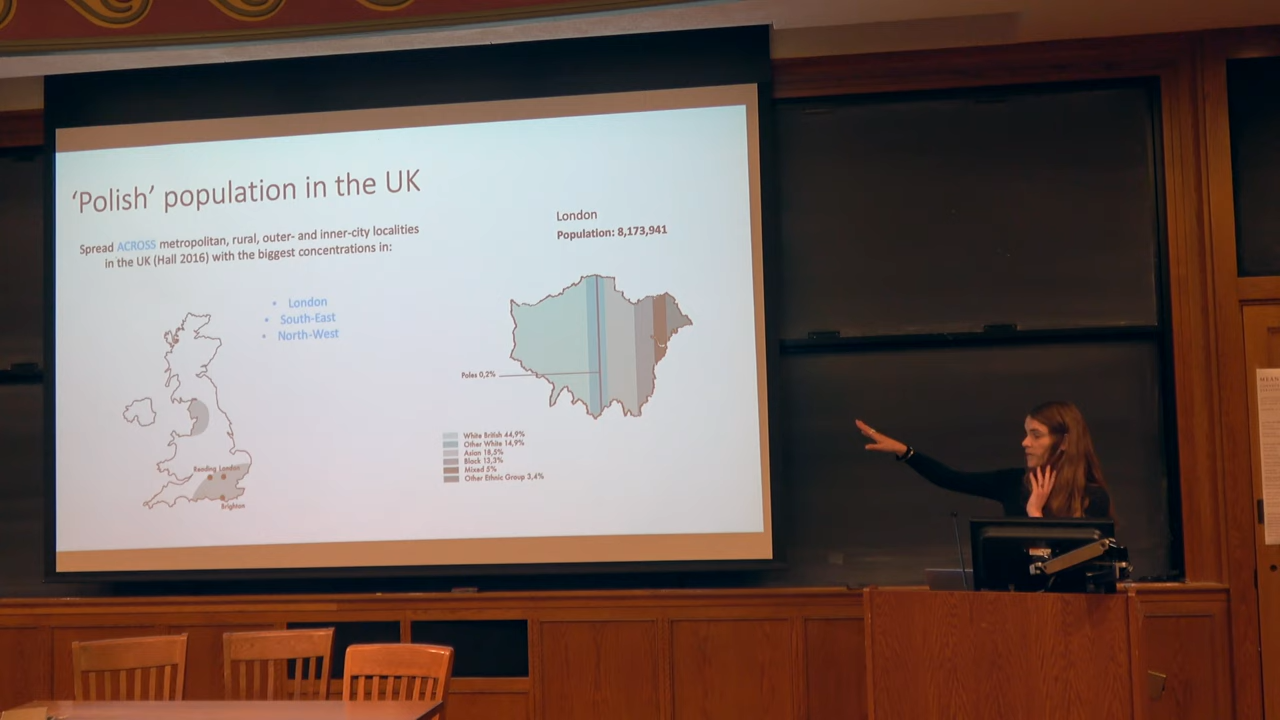 ‘Polish’ population in the UK
Spread ACROSS metropolitan, rural, outer- and inner-city localities
in the UK (Hall 2016) with the biggest concentrations in:
• London
• South-East
• North-West
Reading London
Brighton
London
Population: 8,173,941
Poles 0,2%
White British 44,9%
Other White 14,9%
Asian 18,5%
Black 13,3%
Mixed 5%
Other Ethnic Group 3,4%